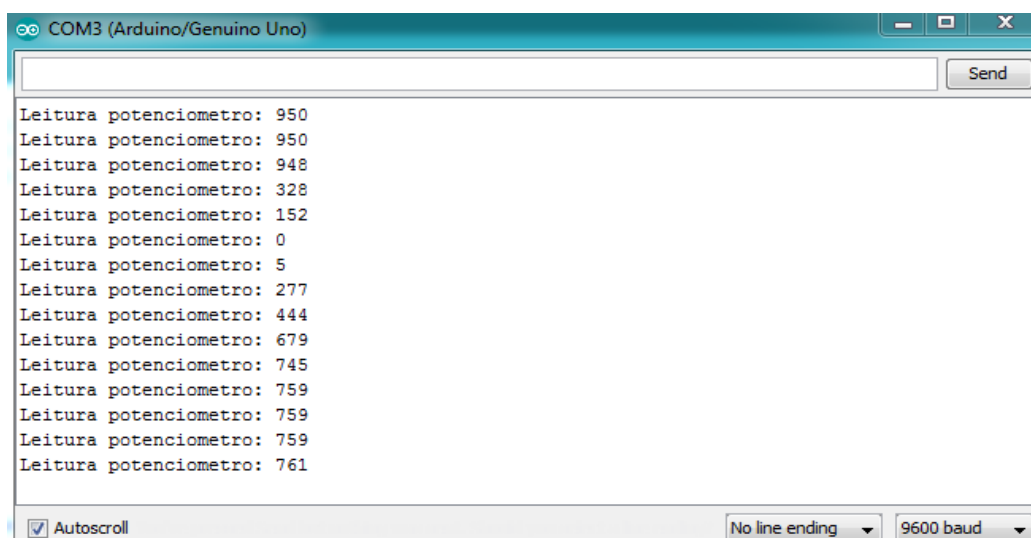 COM3 (Arduino/Genuino Uno)
Send
Leitura potenciometro: 950
Leitura potenciometro: 950
Leitura potenciometro: 948
Leitura potenciometro: 328
Leitura potenciometro: 152
Leitura potenciometro: 0
Leitura potenciometro: 5
Leitura potenciometro: 277
Leitura potenciometro: 444
Leitura potenciometro: 679
Leitura potenciometro: 745
Leitura potenciometro: 759
Leitura potenciometro: 759
Leitura potenciometro: 759
Leitura potenciometro: 761
Autoscroll No line ending 9600 baud